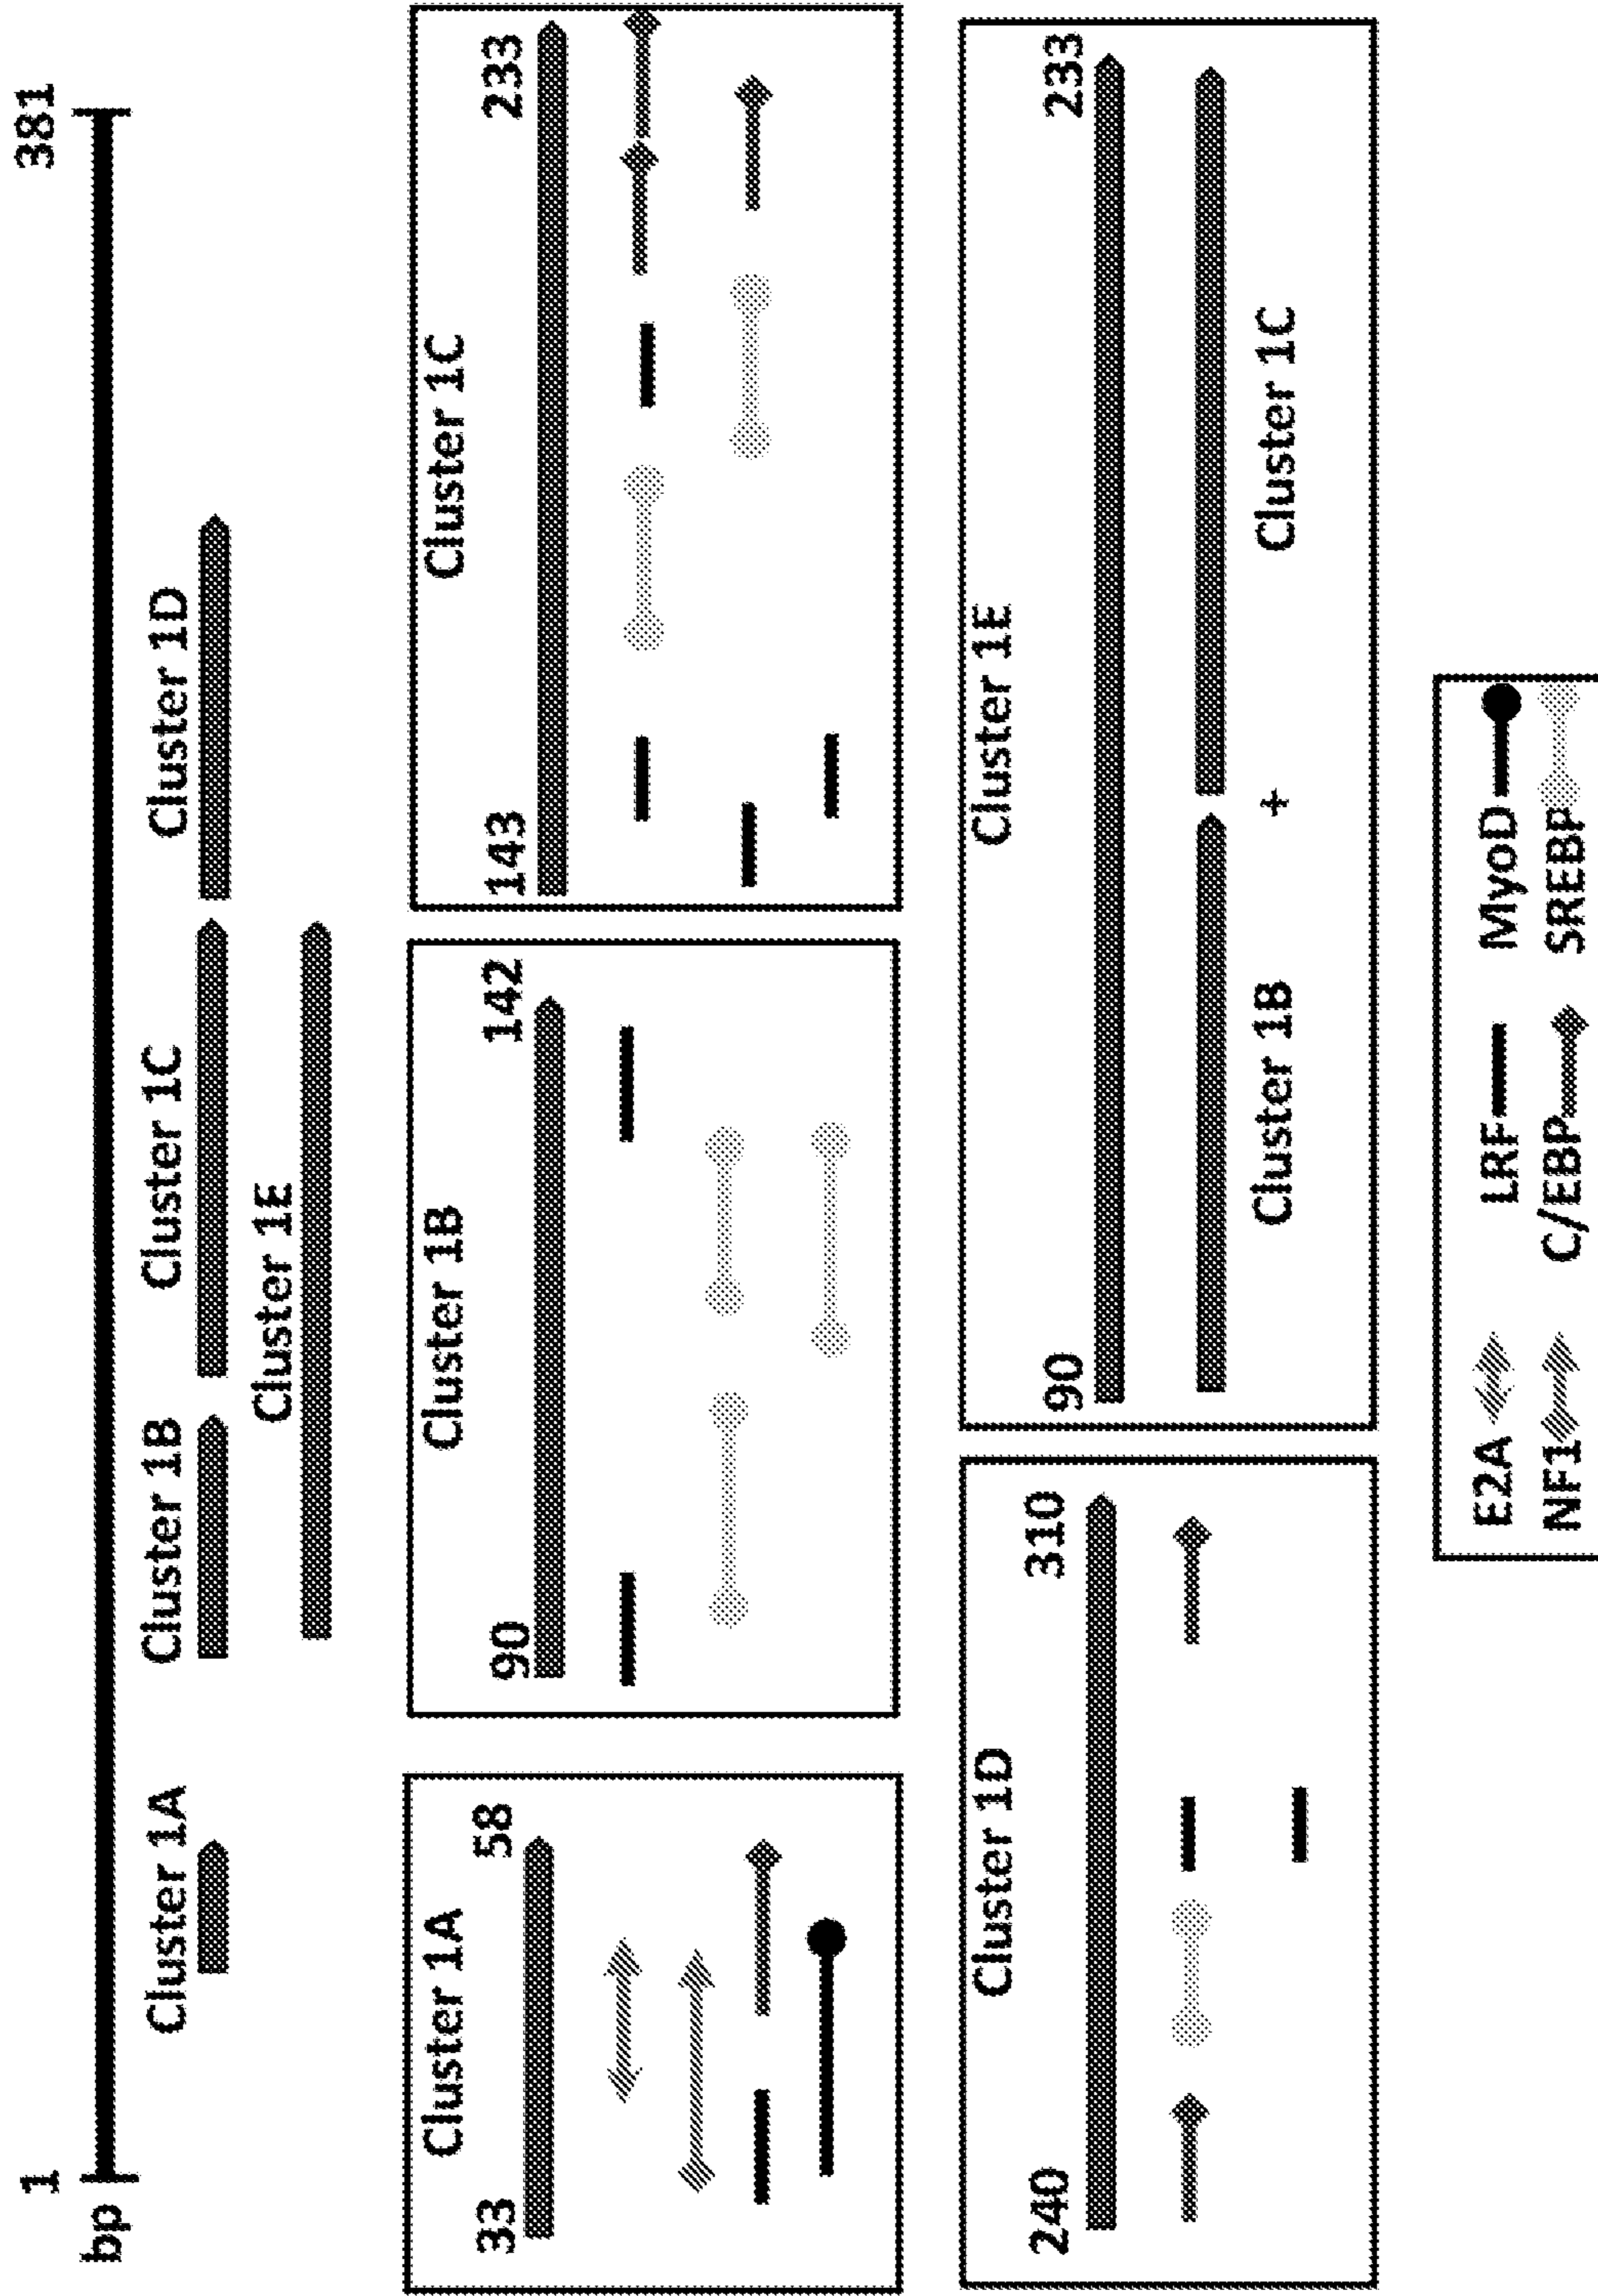 1 381
bp
Cluster 1A Cluster 1B Cluster 1C Cluster 1D
Cluster 1E
Cluster 1A
33 58
Cluster 1B
90 142
Cluster 1C
143 233
Cluster 1D
240 310
Cluster 1E
90 233
Cluster 1B + Cluster 1C
E2A LRF MyoD
NF1 C/EBP SREBP